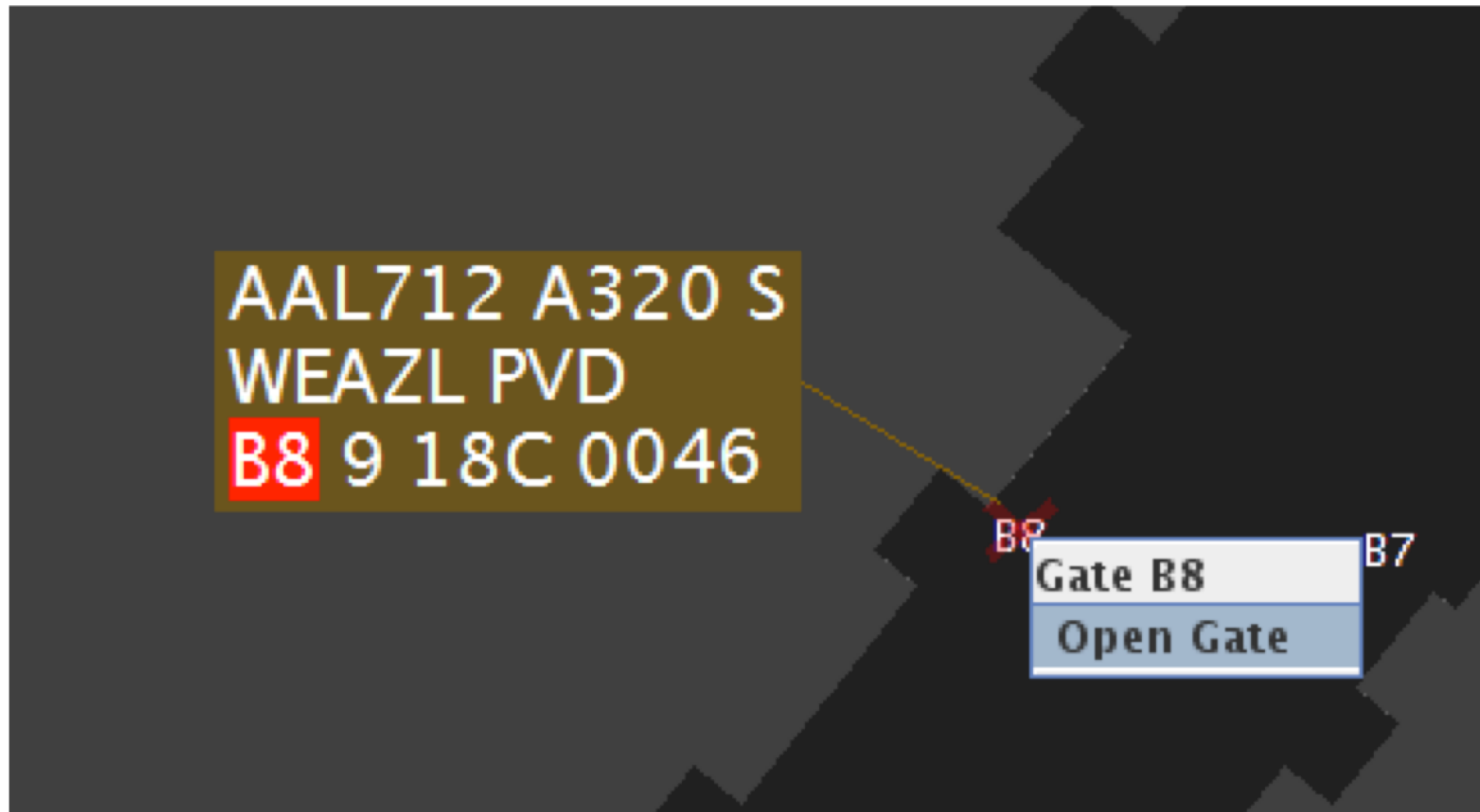 AAL712 A320 S
WEAZL PVD
B8 9 18C 0046
B8
B7
Gate B8
Open Gate